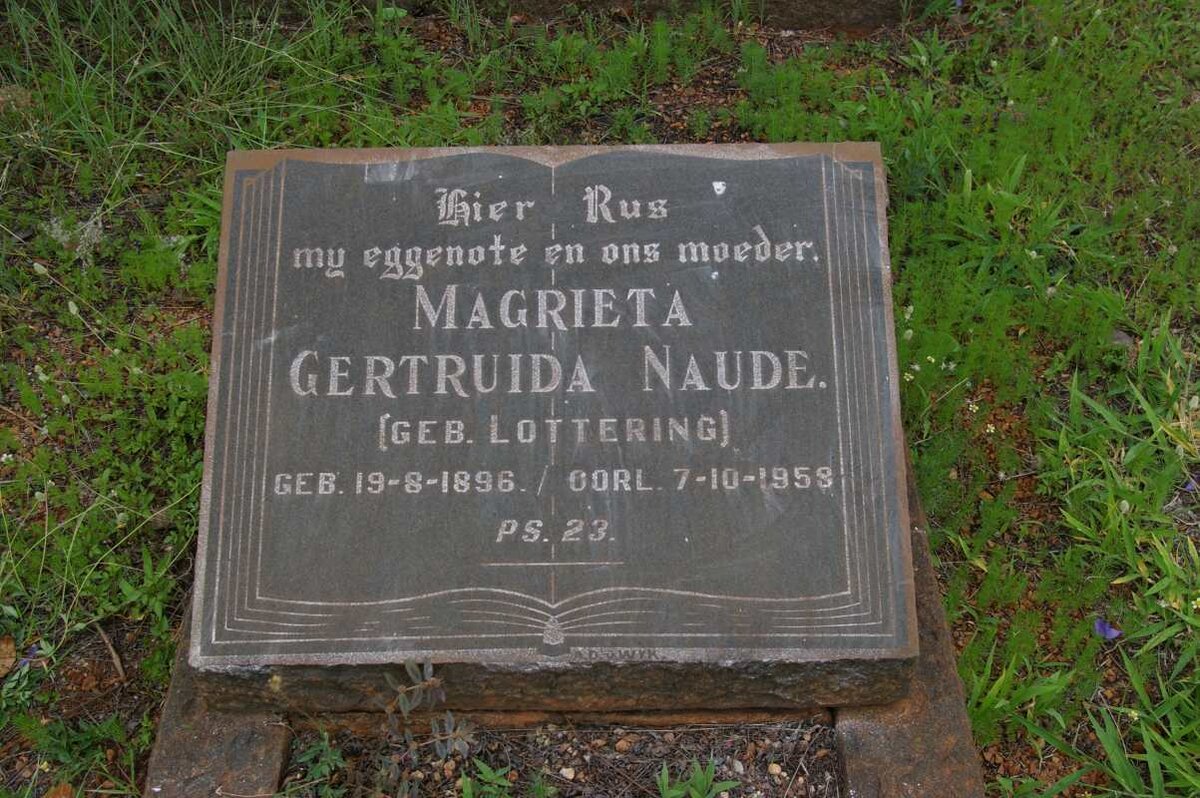 Hier Rus
my eggenote en ons moeder.
MAGRIETA
GERTRUIDA NAUDE.
(GEB. LOTTERING)
GEB. 19-8-1896. / OORL. 7-10-1958
PS. 23.